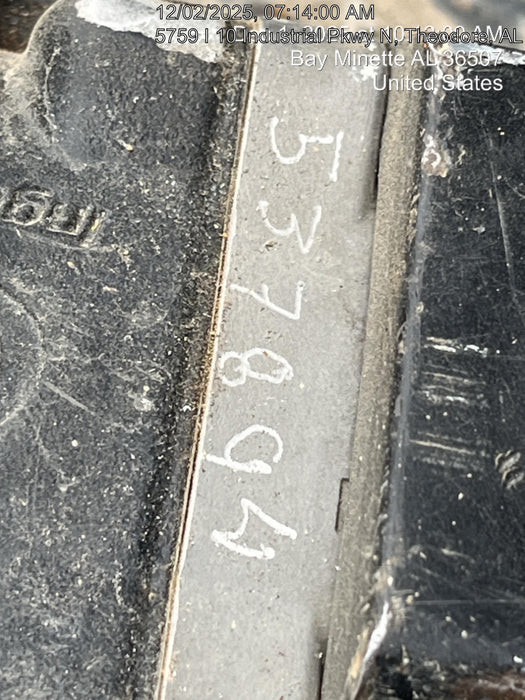 12/02/2025, 07:14:00 AM
5759 I 10 Industrial Pkwy N, Theodore, AL
AM
Bay Minette AL 36507
United States
537894